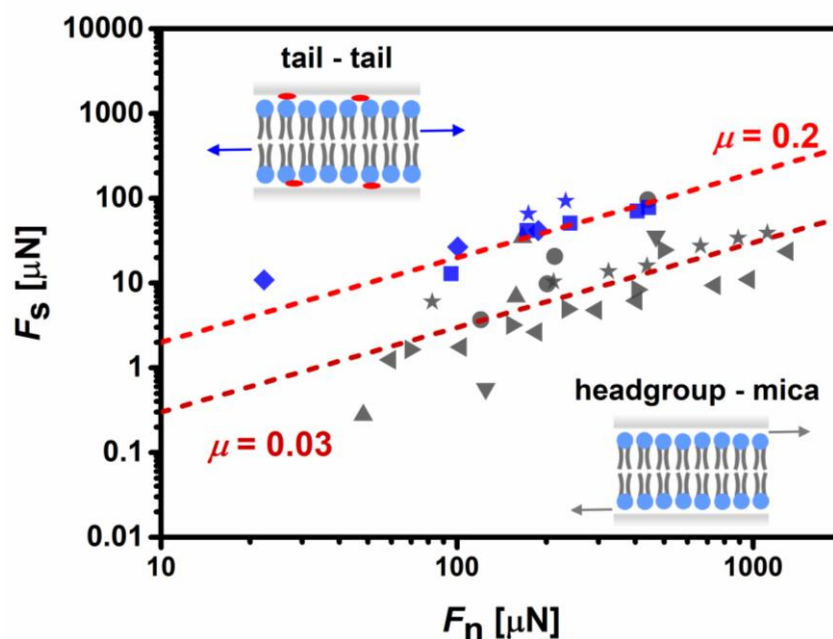 10000
1000
100
10
1
0.1
0.01
Fs [µN]
tail - tail
μ = 0.2
μ = 0.03
headgroup - mica
10
100
1000
Fn [µN]